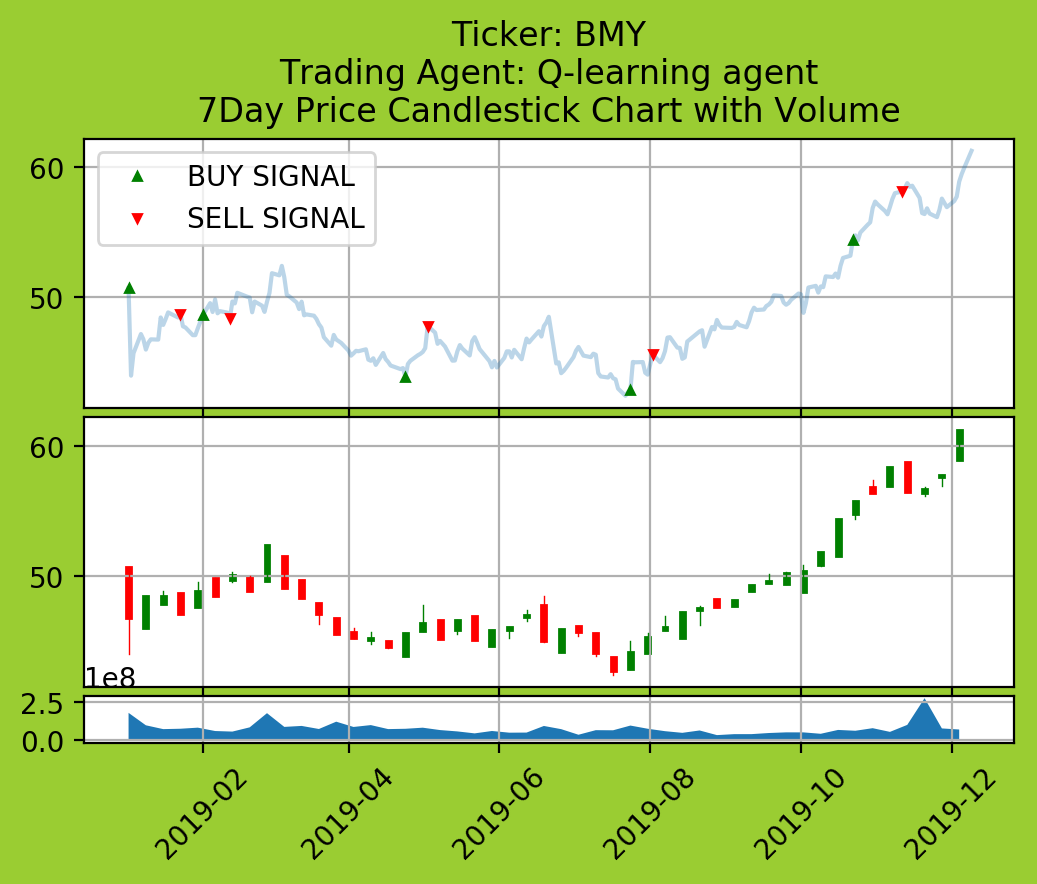 Ticker: BMY
Trading Agent: Q-learning agent
7Day Price Candlestick Chart with Volume
60
BUY SIGNAL
SELL SIGNAL
50
60
50
1e8
2.5
0.0
2019-02
2019-04
2019-06
2019-08
2019-10
2019-12